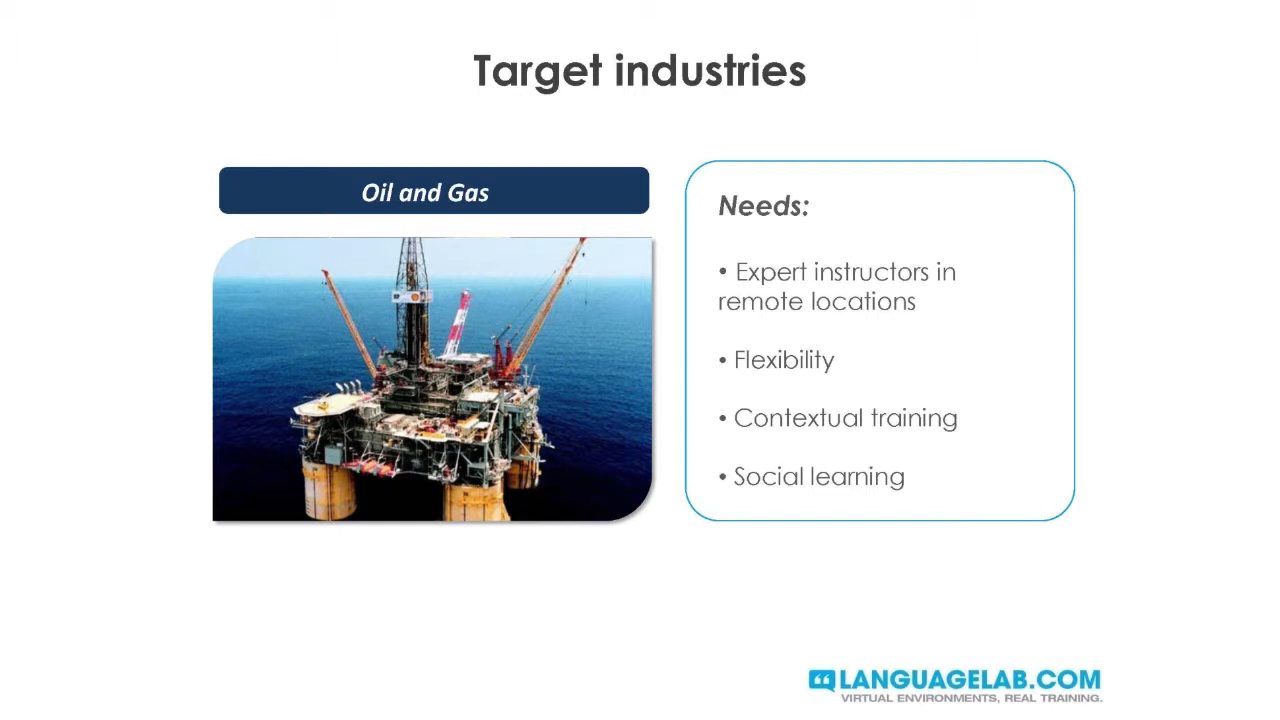 Target industries
Oil and Gas
Needs:
• Expert instructors in
remote locations
• Flexibility
• Contextual training
• Social learning
LANGUAGELAB.COM
VIRTUAL ENVIRONMENTS, REAL TRAINING.